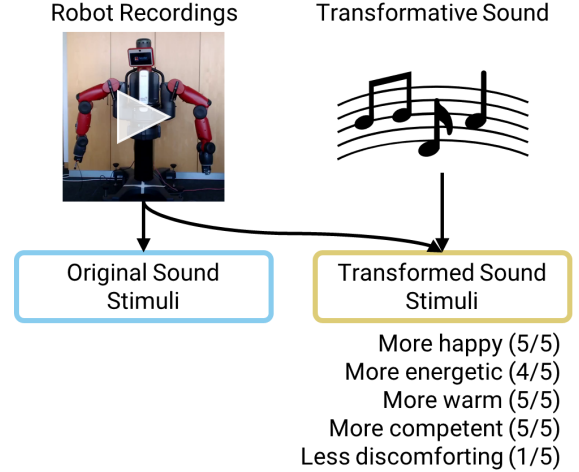 Robot Recordings
Transformative Sound
Original Sound
Stimuli
Transformed Sound
Stimuli
More happy (5/5)
More energetic (4/5)
More warm (5/5)
More competent (5/5)
Less discomforting (1/5)